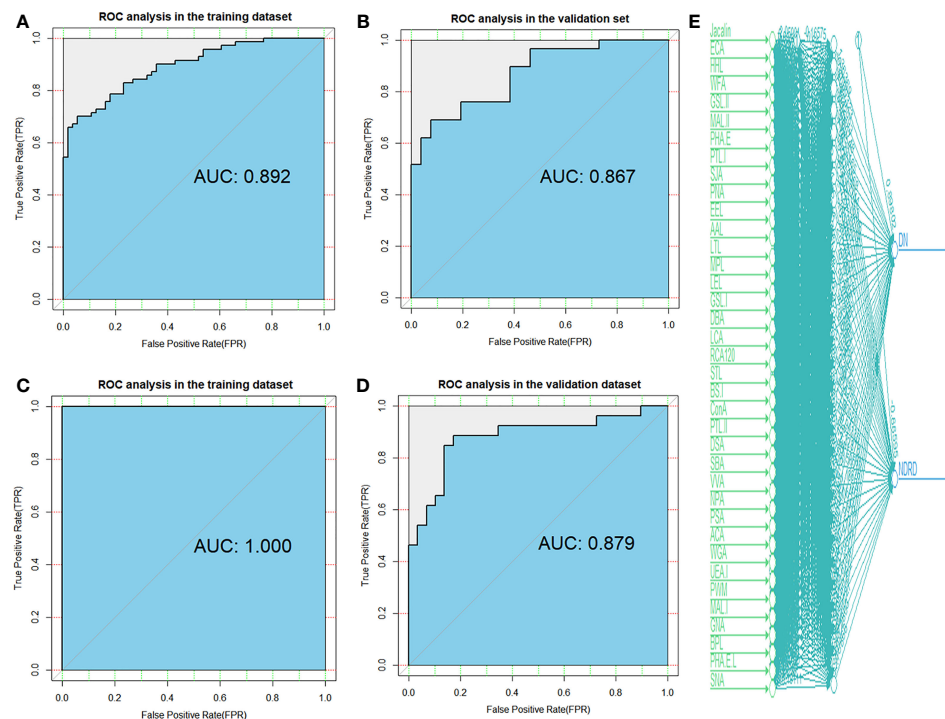 A
ROC analysis in the training dataset
True Positive Rate(TPR)
1.0
0.8
0.6
0.4
0.2
0.0
AUC: 0.892
0.0 0.2 0.4 0.6 0.8 1.0
False Positive Rate(FPR)
B
ROC analysis in the validation set
True Positive Rate(TPR)
1.0
0.8
0.6
0.4
0.2
0.0
AUC: 0.867
0.0 0.2 0.4 0.6 0.8 1.0
False Positive Rate(FPR)
C
ROC analysis in the training dataset
True Positive Rate(TPR)
1.0
0.8
0.6
0.4
0.2
0.0
AUC: 1.000
0.0 0.2 0.4 0.6 0.8 1.0
False Positive Rate(FPR)
D
ROC analysis in the validation dataset
True Positive Rate(TPR)
1.0
0.8
0.6
0.4
0.2
0.0
AUC: 0.879
0.0 0.2 0.4 0.6 0.8 1.0
False Positive Rate(FPR)
E
Jacalin
ECA
HHL
WFA
GSL.II
MAL.II
PHA.E
PTL.I
SJA
PNA
EEL
AAL
LTL
MPL
LEL
GSL.I
DBA
LCA
RCA120
STL
BS.I
ConA
PTL.II
DSA
SBA
VVA
NPA
PSA
ACA
WGA
UEA.I
PWM
MAL.I
GNA
BPL
PHA.E.L
SNA
DN
NDRD